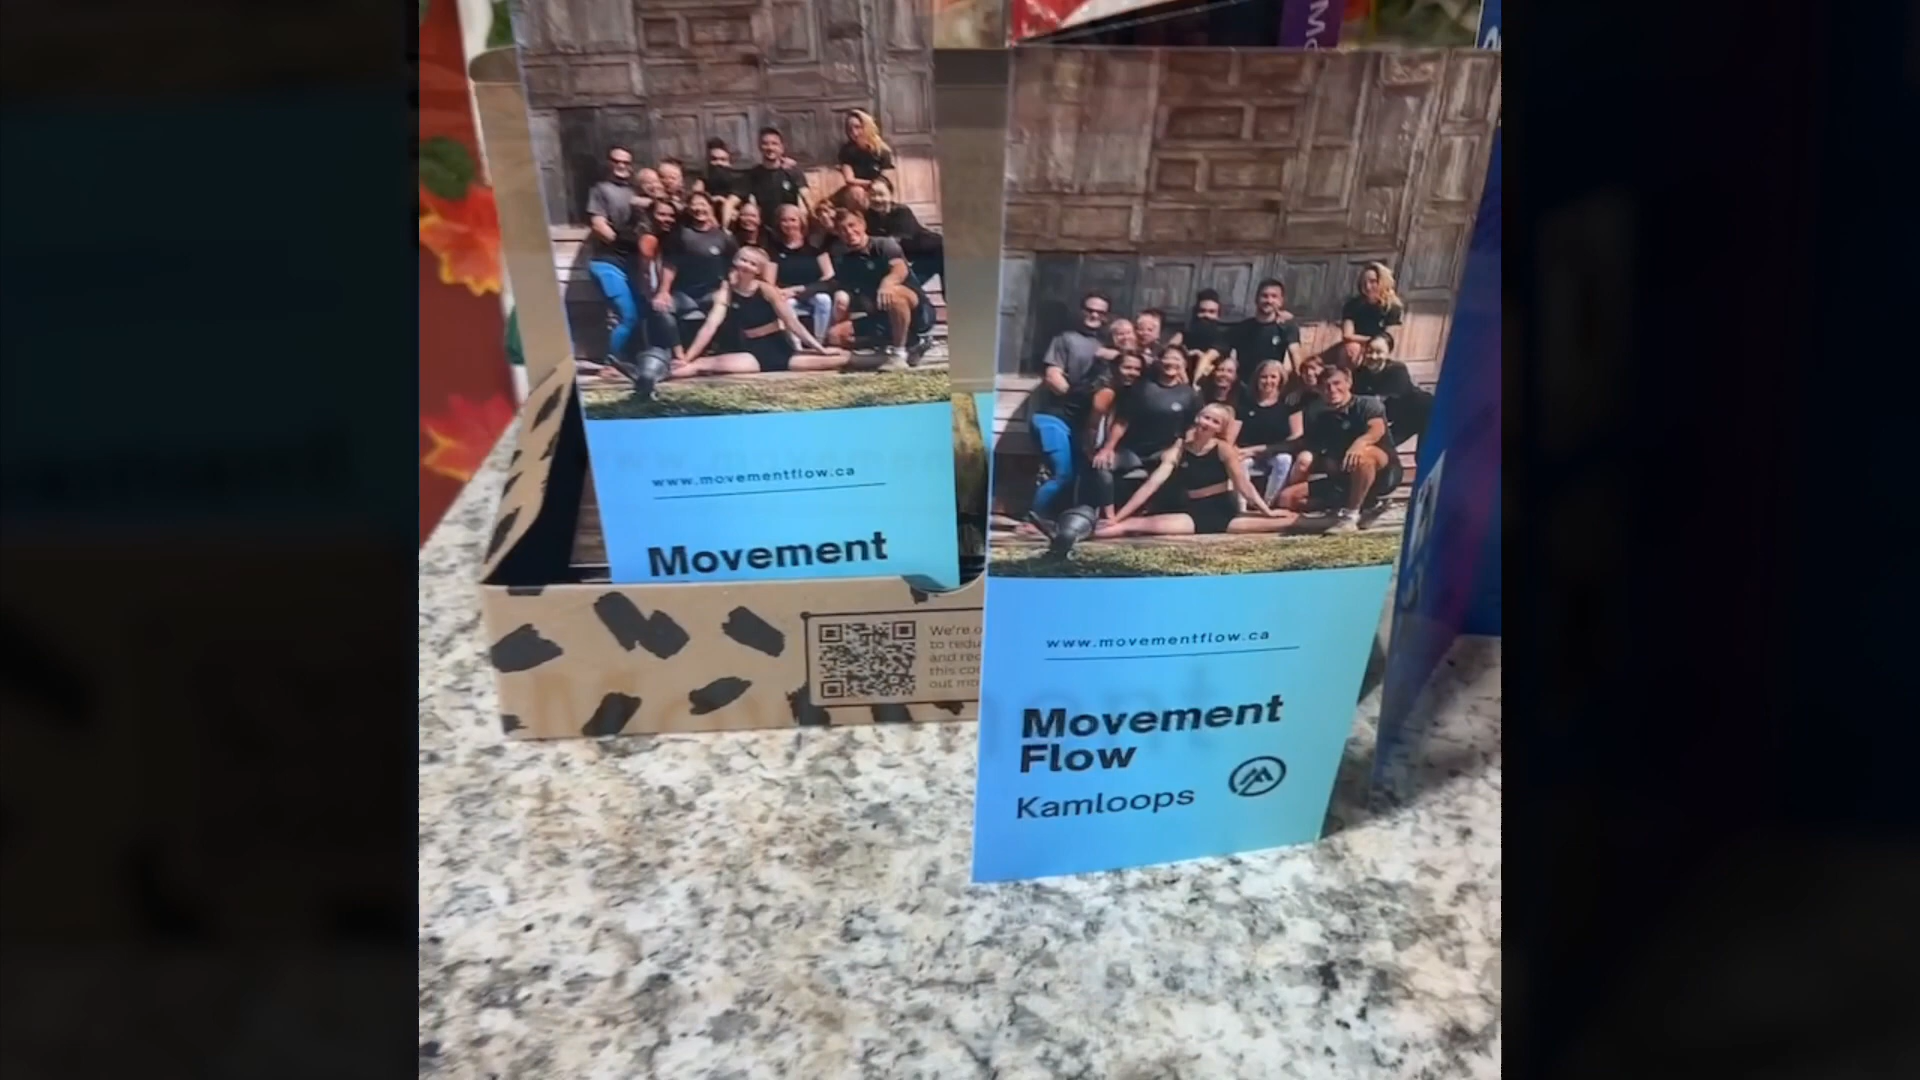 www.movementflow.ca
Movement
We're o
to redu
and rec
this co
out mo
www.movementflow.ca
Movement
Flow
Kamloops